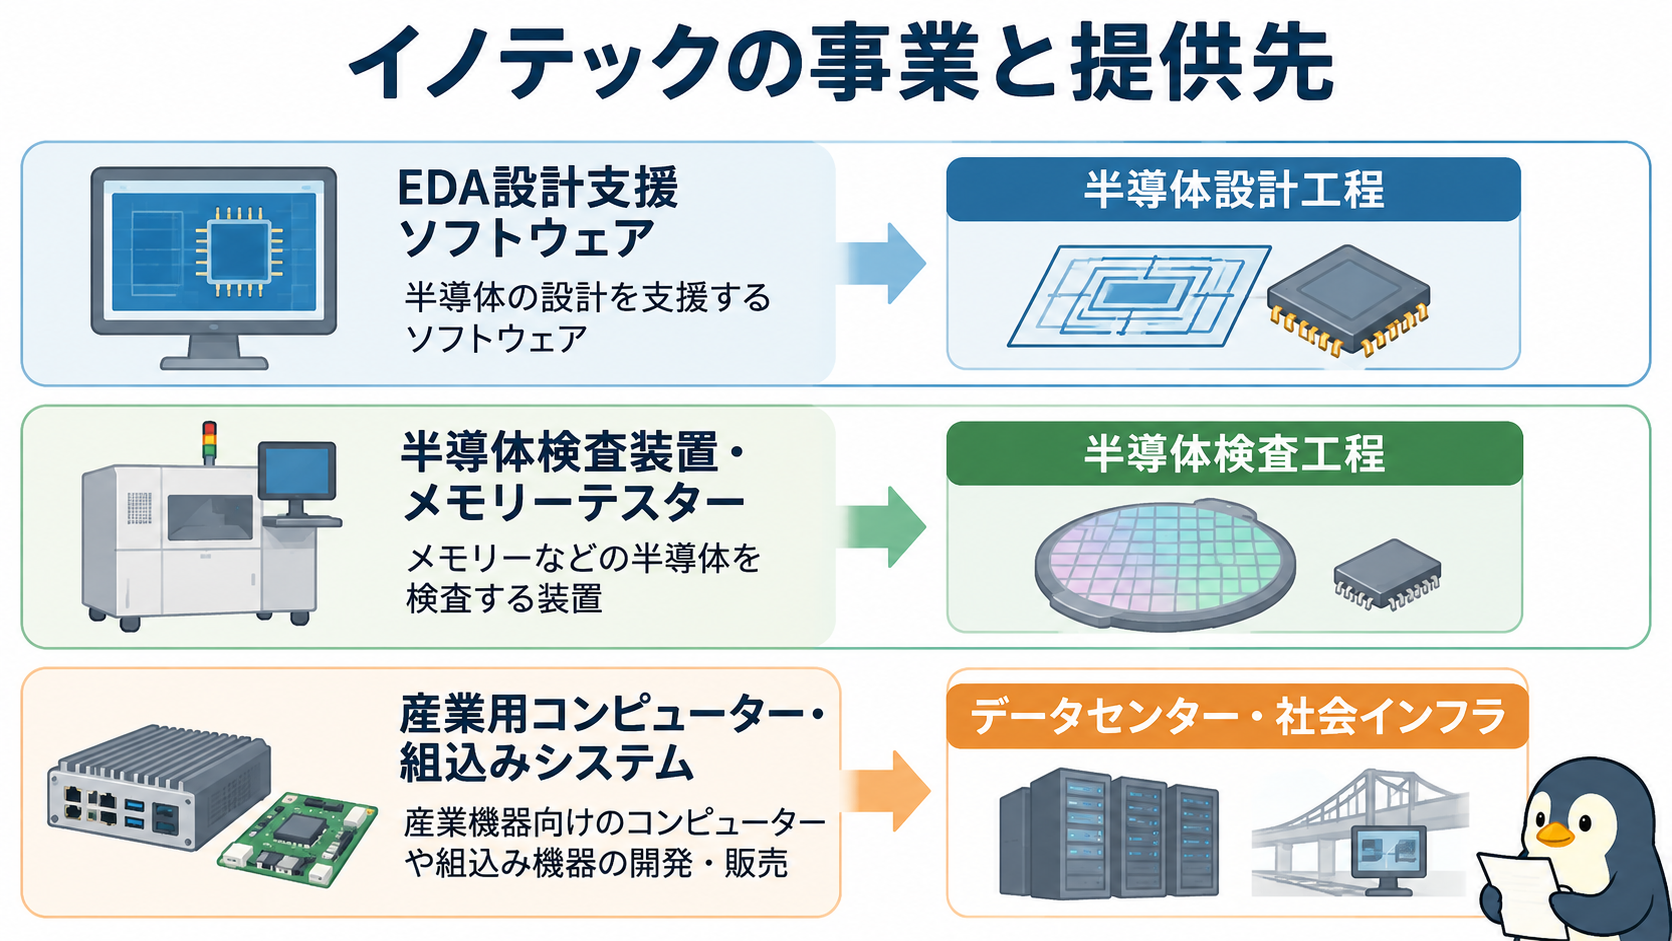 イノテックの事業と提供先
EDA設計支援
ソフトウェア
半導体の設計を支援する
ソフトウェア
半導体設計工程
半導体検査装置・
メモリーテスター
メモリーなどの半導体を
検査する装置
半導体検査工程
産業用コンピューター・
組込みシステム
産業機器向けのコンピューター
や組込み機器の開発・販売
データセンター・社会インフラ